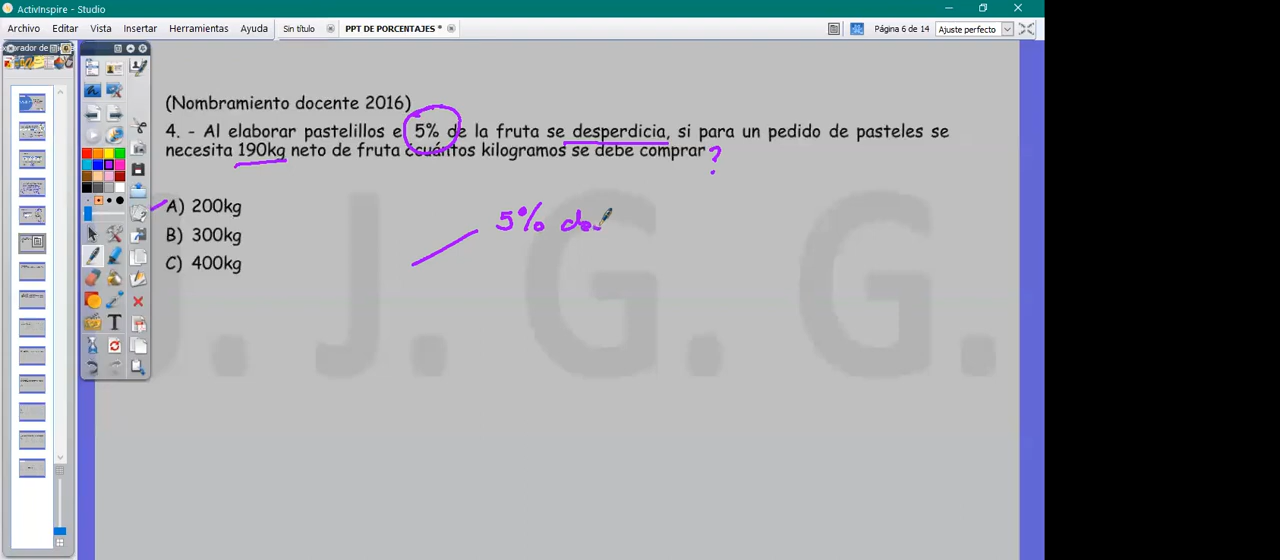 ActivInspire - Studio
Archivo Editar Vista Insertar Herramientas Ayuda Sin título PPT DE PORCENTAJES * Página 6 de 14 Ajuste perfecto
(Nombramiento docente 2016)
4. - Al elaborar pastelillos e 5% de la fruta se desperdicia, si para un pedido de pasteles se
necesita 190kg neto de fruta ¿cuántos kilogramos se debe comprar?
A) 200kg
5% de
B) 300kg
C) 400kg
J. G. G.